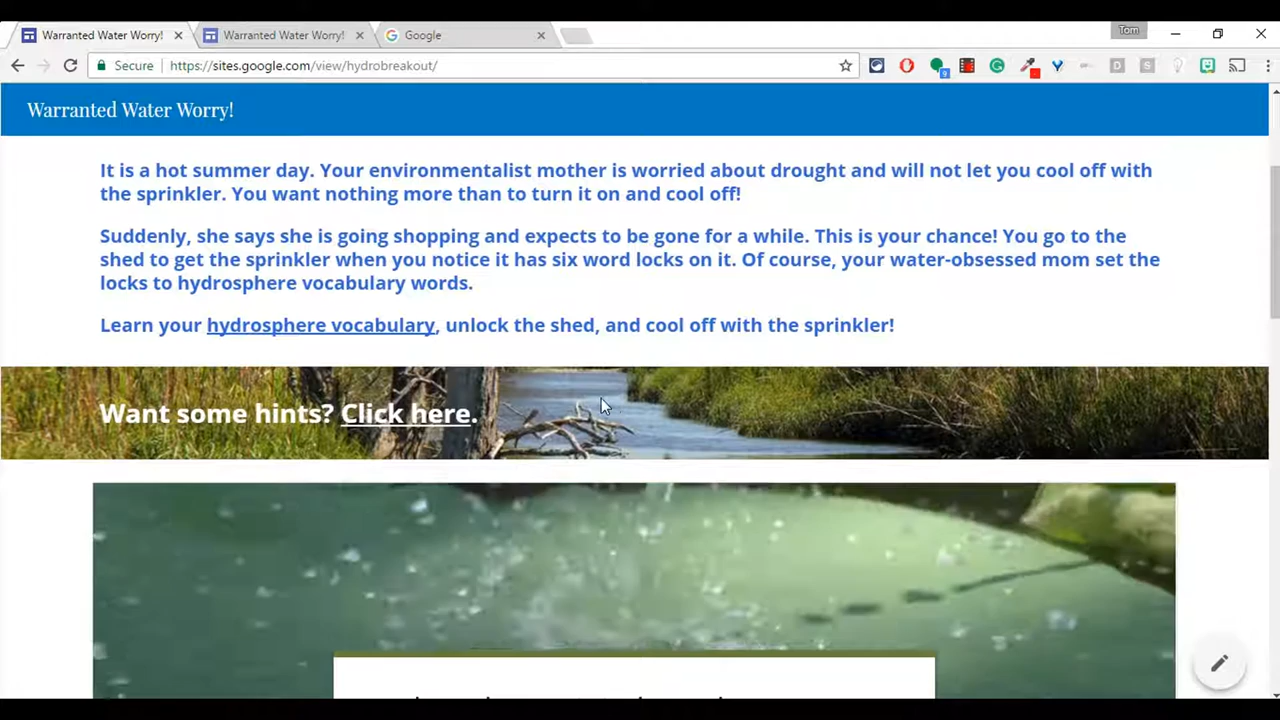 Warranted Water Worry!
Warranted Water Worry!
Google
Tom
Secure
https://sites.google.com/view/hydrobreakout/
9
D
S
Warranted Water Worry!
It is a hot summer day. Your environmentalist mother is worried about drought and will not let you cool off with
the sprinkler. You want nothing more than to turn it on and cool off!
Suddenly, she says she is going shopping and expects to be gone for a while. This is your chance! You go to the
shed to get the sprinkler when you notice it has six word locks on it. Of course, your water-obsessed mom set the
locks to hydrosphere vocabulary words.
Learn your hydrosphere vocabulary, unlock the shed, and cool off with the sprinkler!
Want some hints? Click here.